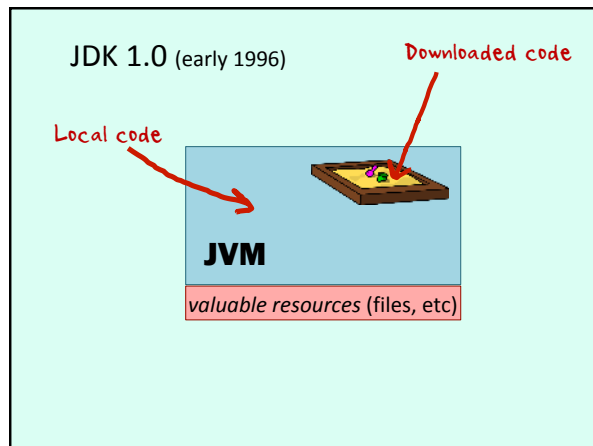 JDK 1.0 (early 1996)
Downloaded code
Local code
JVM
valuable resources (files, etc)